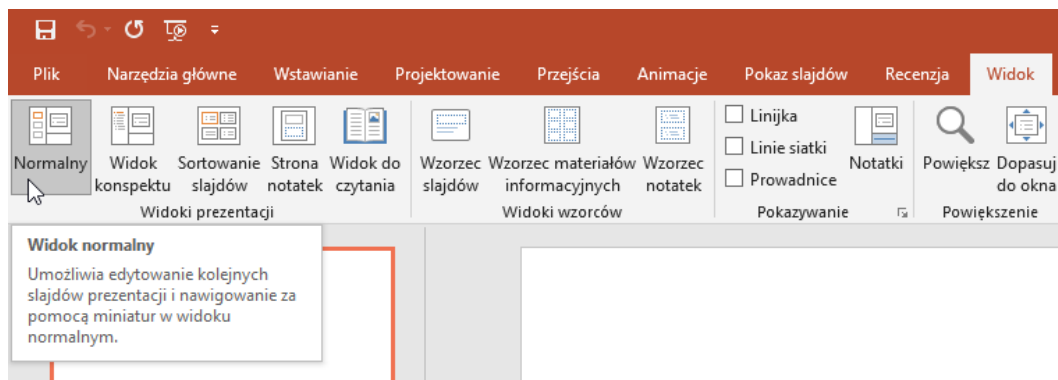 Plik Narzędzia główne Wstawianie Projektowanie Przejścia Animacje Pokaz slajdów Recenzja Widok
Normalny
Widok konspektu
Sortowanie slajdów
Strona notatek
Widok do czytania
Widoki prezentacji
Wzorzec slajdów
Wzorzec materiałów informacyjnych
Wzorzec notatek
Widoki wzorców
Linijka
Linie siatki
Prowadnice
Notatki
Pokazywanie
Powiększ
Dopasuj do okna
Powiększenie
Widok normalny
Umożliwia edytowanie kolejnych
slajdów prezentacji i nawigowanie za
pomocą miniatur w widoku
normalnym.